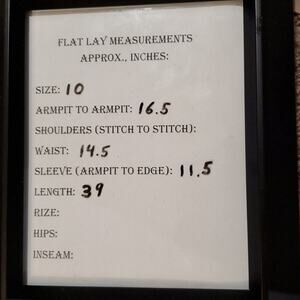 FLAT LAY MEASUREMENTS
APPROX., INCHES:
SIZE: 10
ARMPIT TO ARMPIT: 16.5
SHOULDERS (STITCH TO STITCH):
WAIST: 14.5
SLEEVE (ARMPIT TO EDGE): 11.5
LENGTH: 39
RIZE:
HIPS:
INSEAM: